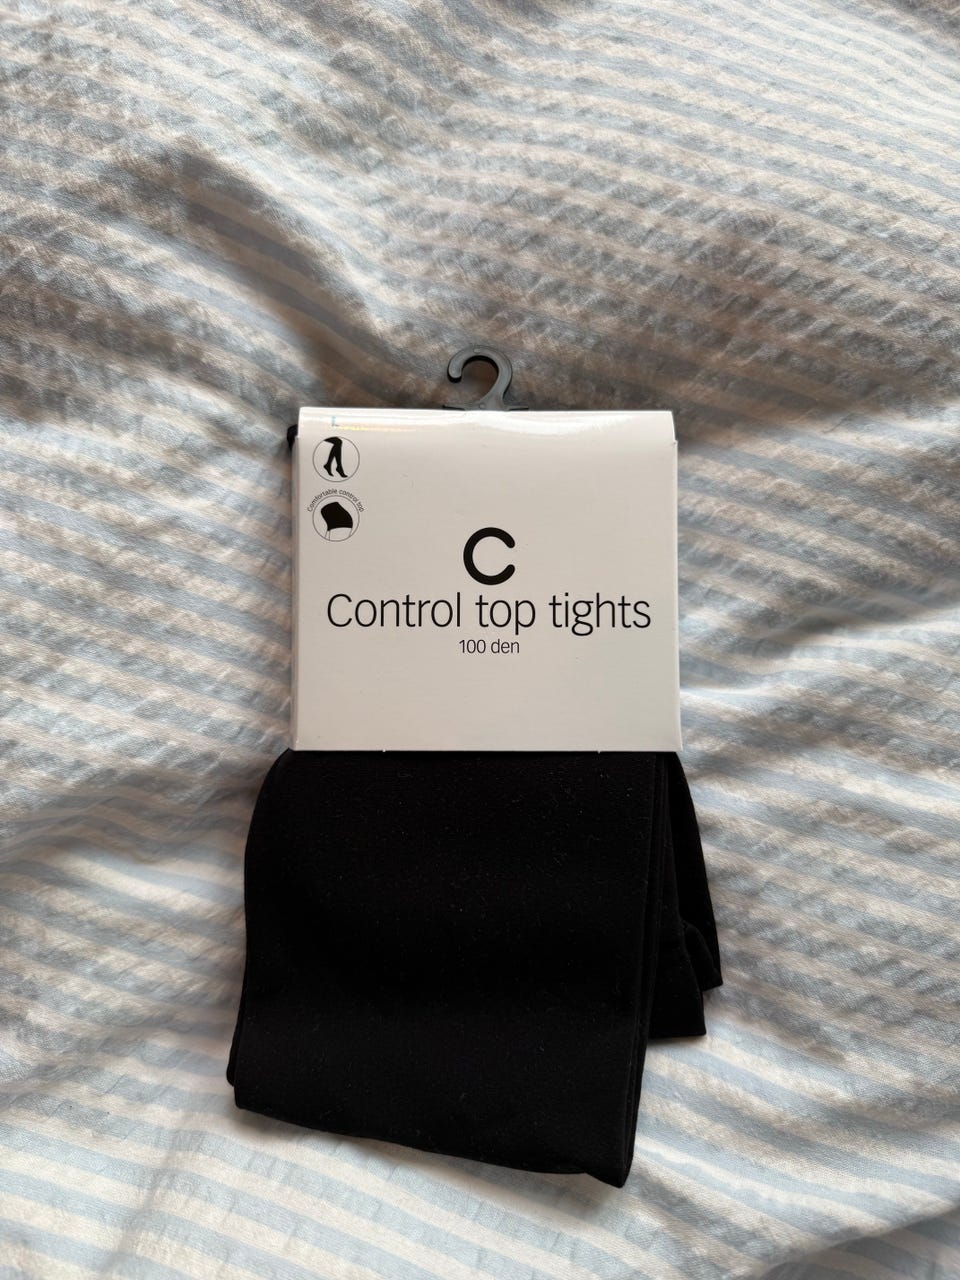 Comfortable control top
C
Control top tights
100 den